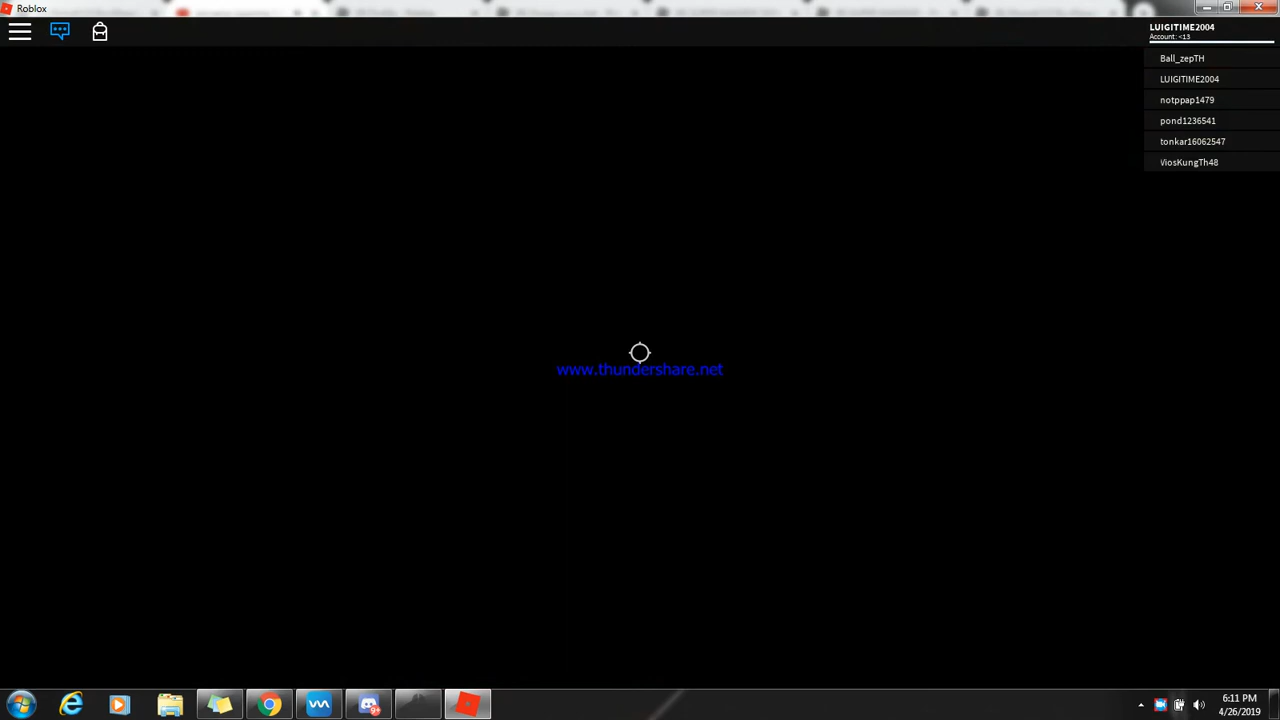 Roblox
LUIGITIME2004
Account: <13
Ball_zepTH
LUIGITIME2004
notppap1479
pond1236541
tonkar16062547
ViosKungTh48
www.thundershare.net
9+
6:11 PM
4/26/2019